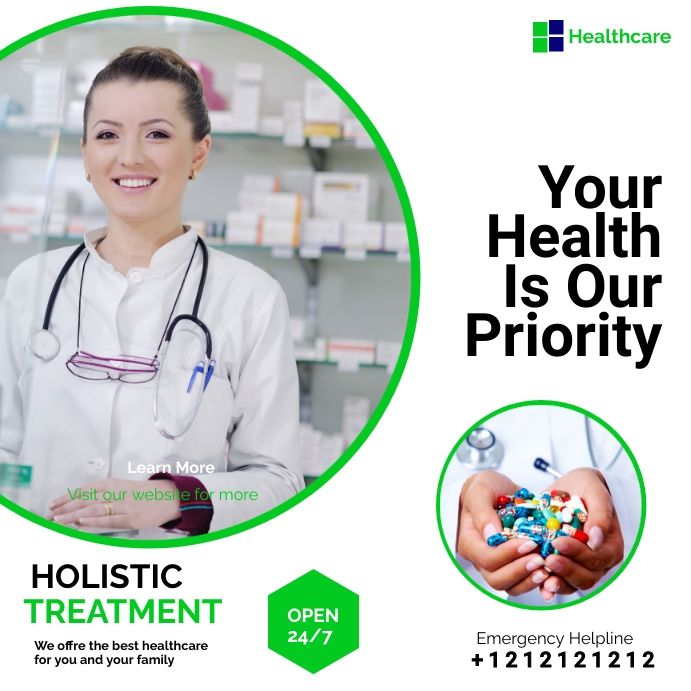 Healthcare
Your
Health
Is Our
Priority
Learn More
Visit our website for more
HOLISTIC
TREATMENT
We offre the best healthcare
for you and your family
OPEN
24/7
Emergency Helpline
+1212121212